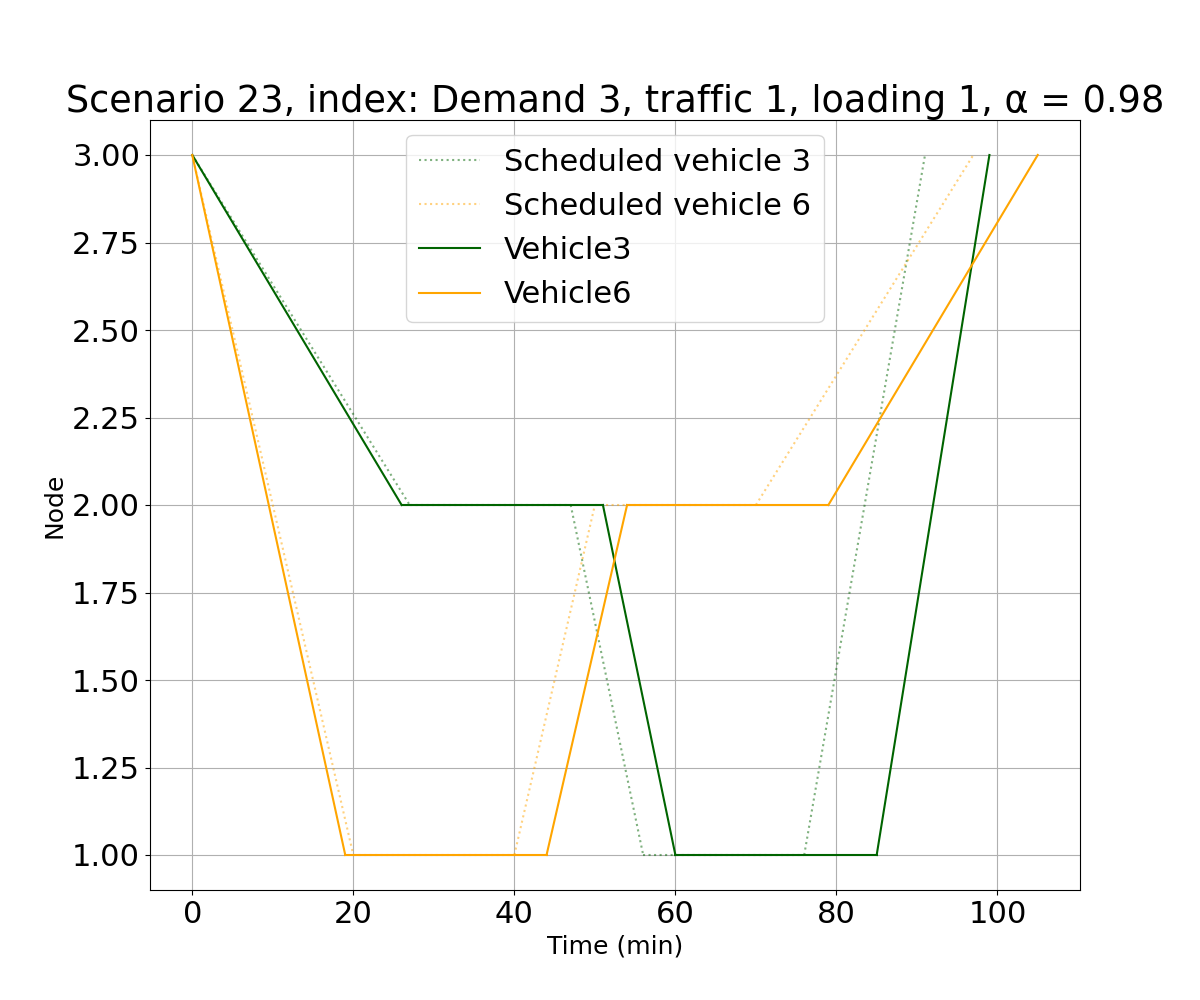 Scenario 23, index: Demand 3, traffic 1, loading 1, α = 0.98
Scheduled vehicle 3
Scheduled vehicle 6
Vehicle3
Vehicle6
3.00
2.75
2.50
2.25
2.00
1.75
1.50
1.25
1.00
Node
0 20 40 60 80 100
Time (min)